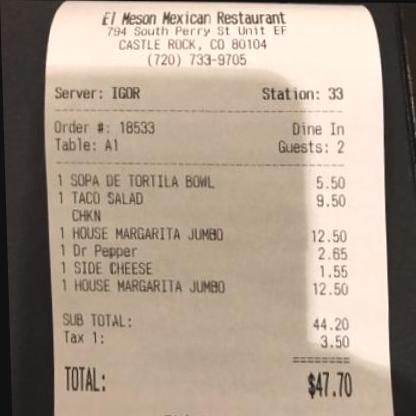 El Meson Mexican Restaurant
794 South Perry St Unit EF
CASTLE ROCK, CO 80104
(720) 733-9705
Server: IGOR Station: 33
Order #: 18533 Dine In
Table: A1 Guests: 2
1 SOPA DE TORTILA BOWL 5.50
1 TACO SALAD 9.50
CHKN
1 HOUSE MARGARITA JUMBO 12.50
1 Dr Pepper 2.65
1 SIDE CHEESE 1.55
1 HOUSE MARGARITA JUMBO 12.50
SUB TOTAL: 44.20
Tax 1: 3.50
TOTAL: $47.70